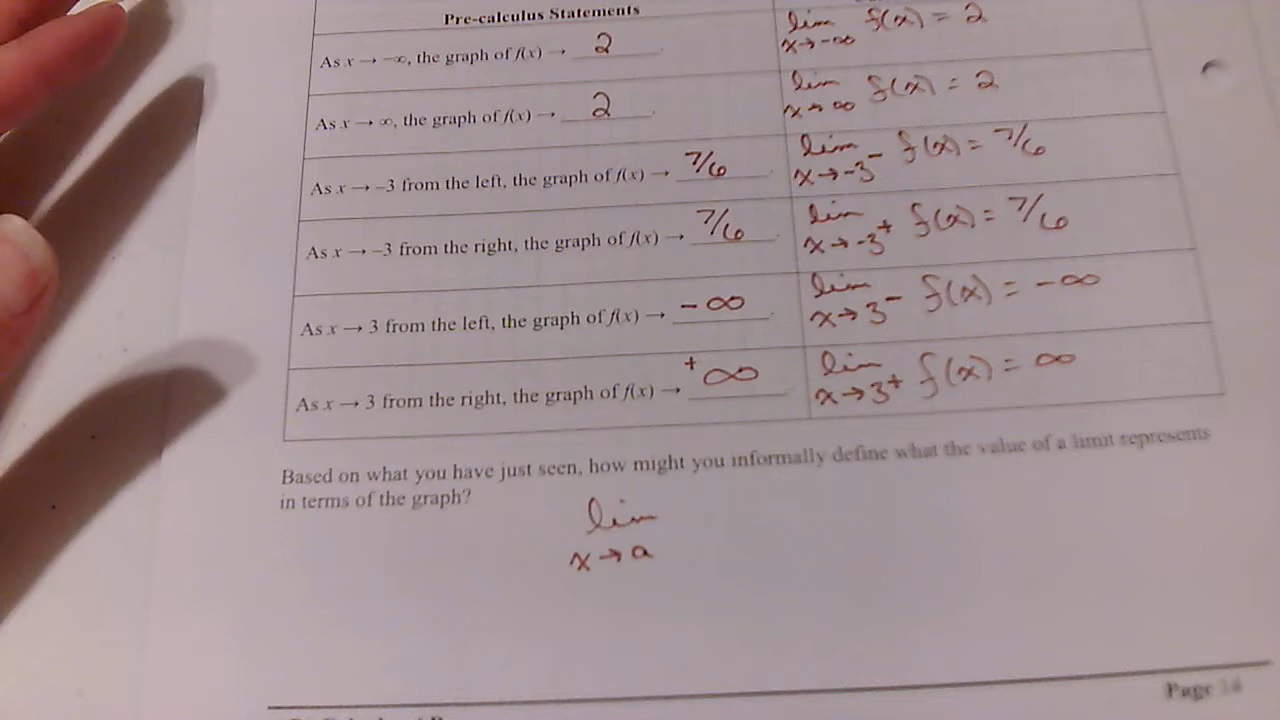 Pre-calculus Statements
As x → −∞, the graph of f(x) → 2.
lim x→-∞ f(x) = 2
As x → ∞, the graph of f(x) → 2.
lim x→∞ f(x) = 2
As x → −3 from the left, the graph of f(x) → 7/6.
lim x→-3⁻ f(x) = 7/6
As x → −3 from the right, the graph of f(x) → 7/6.
lim x→-3⁺ f(x) = 7/6
As x → 3 from the left, the graph of f(x) → -∞.
lim x→3⁻ f(x) = -∞
As x → 3 from the right, the graph of f(x) → +∞
lim x→3⁺ f(x) = ∞
Based on what you have just seen, how might you informally define what the value of a limit represents
in terms of the graph?
lim
x→a
Page